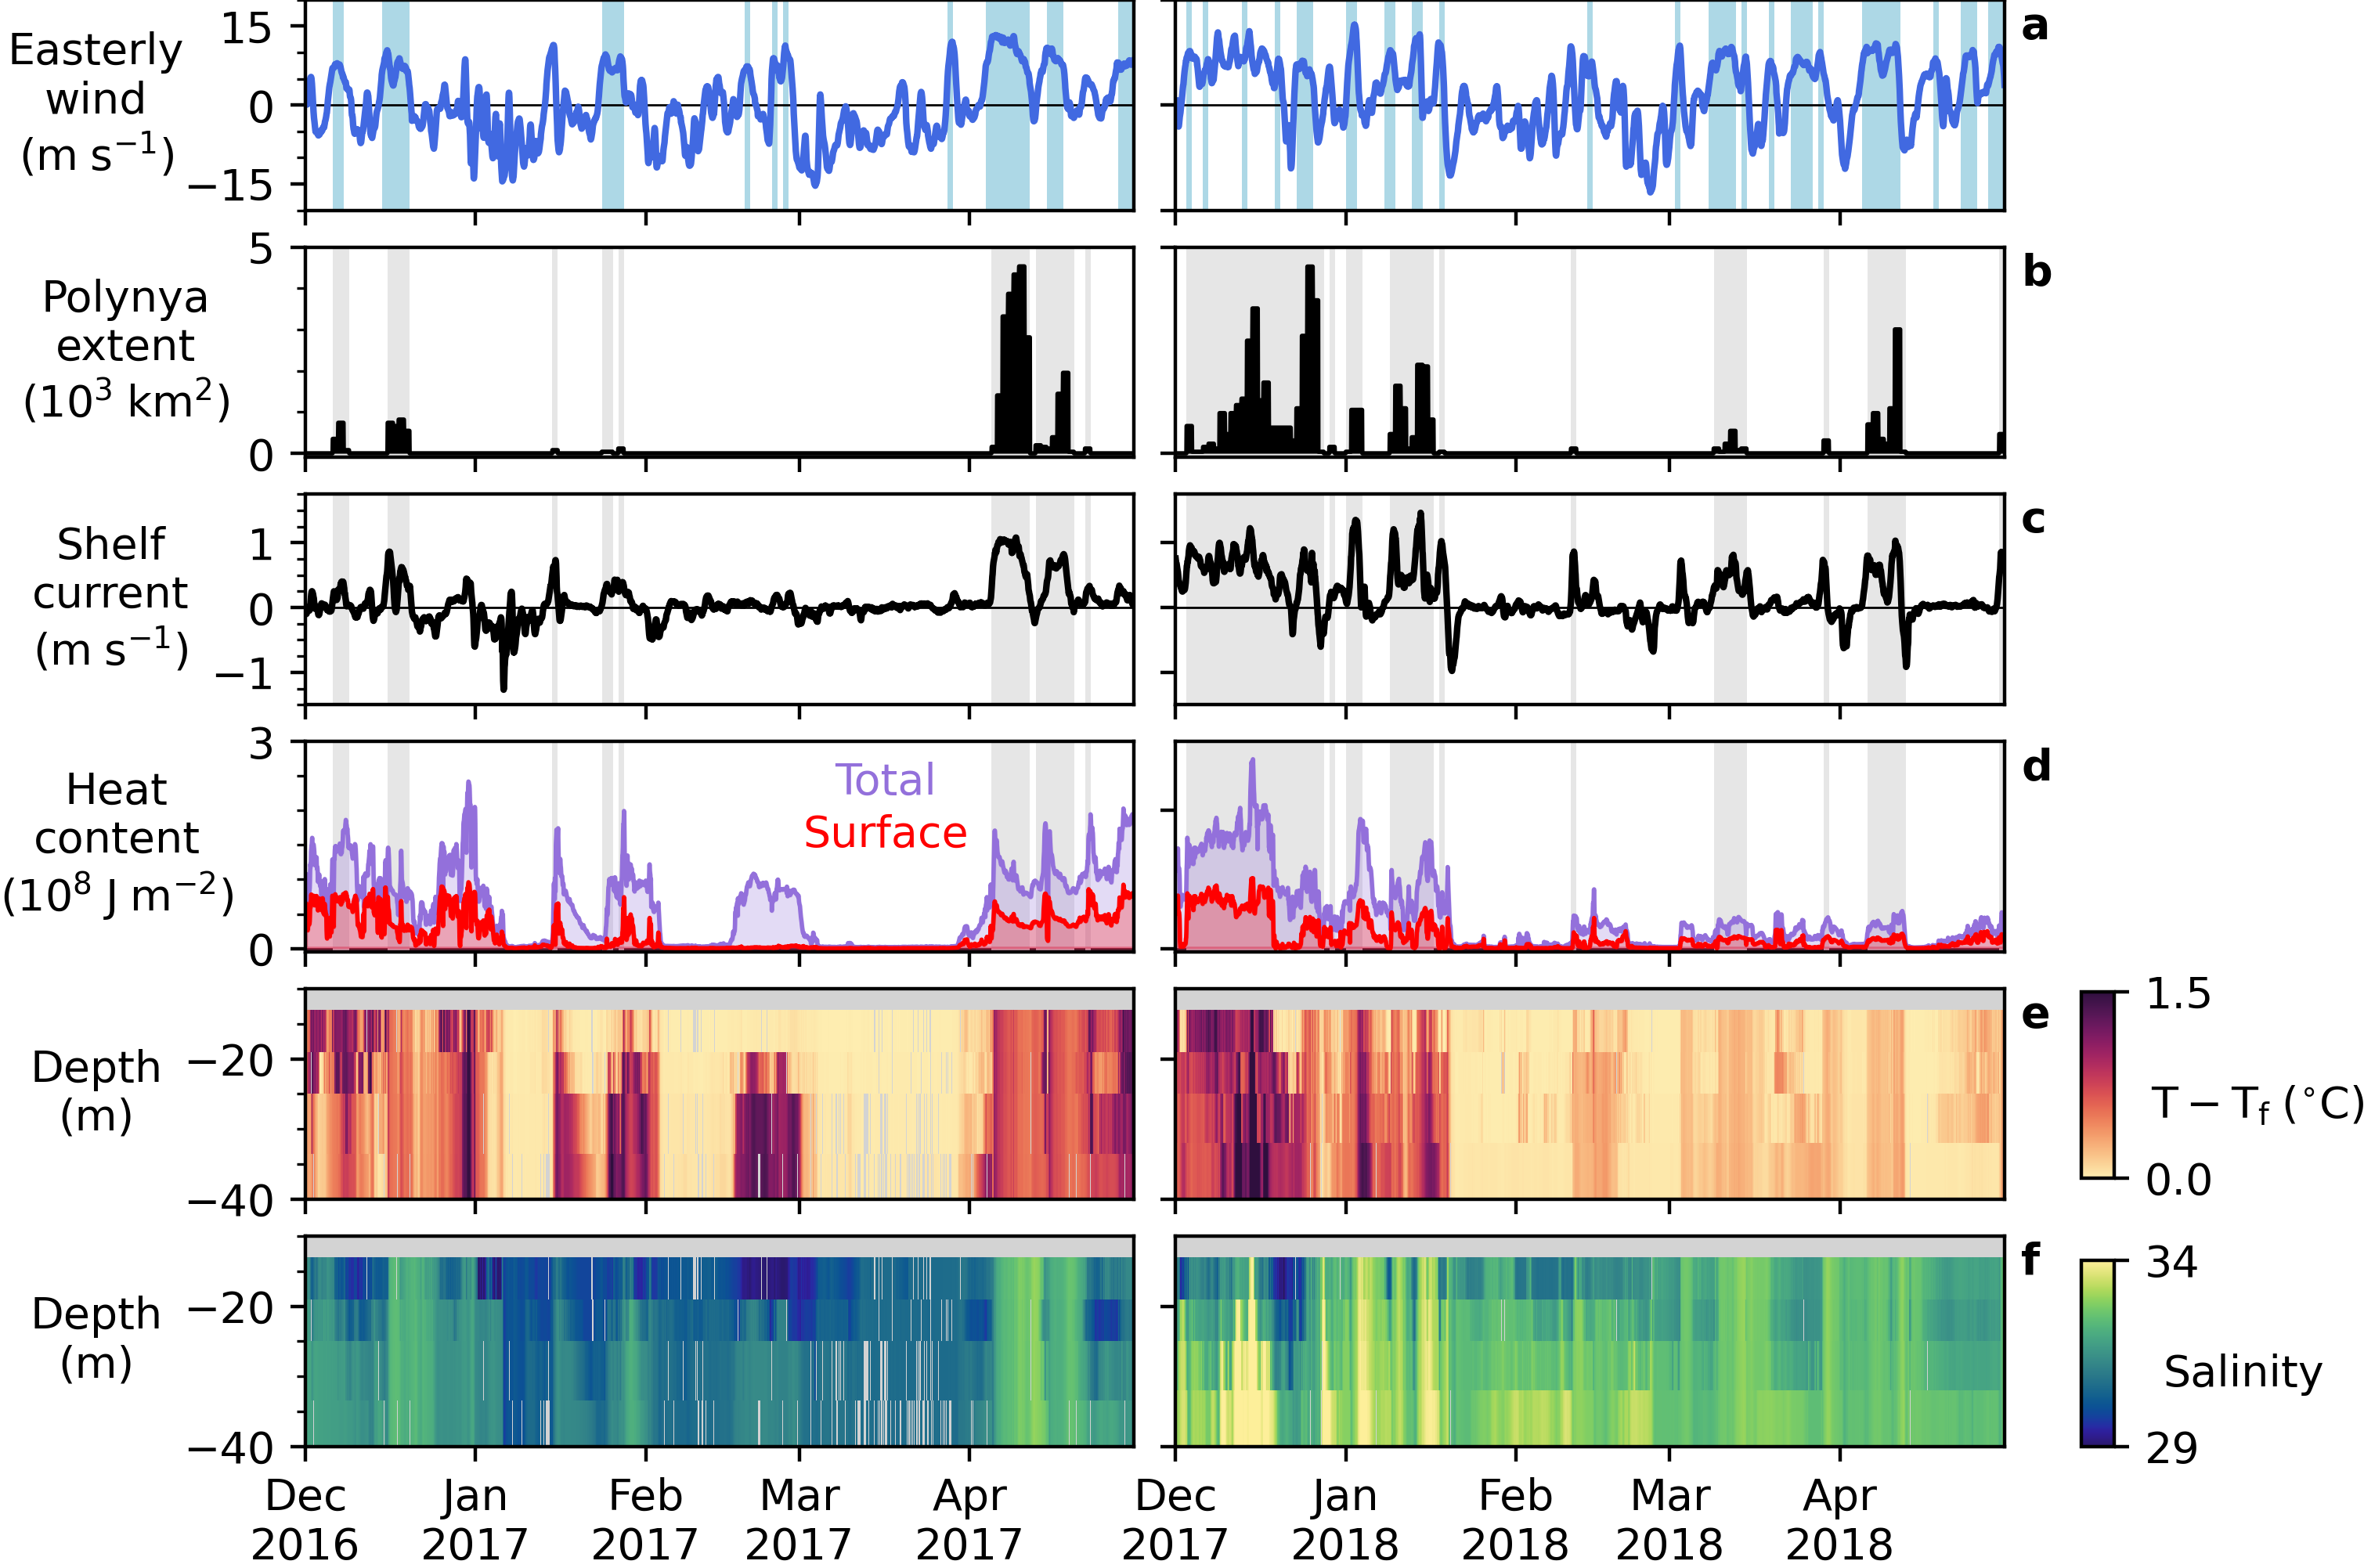 Easterly
wind
(m s⁻¹)
15
0
−15
a
Polynya
extent
(10³ km²)
5
0
b
Shelf
current
(m s⁻¹)
1
0
−1
c
Heat
content
(10⁸ J m⁻²)
3
0
Total
Surface
d
Depth
(m)
−20
−40
e
1.5
T − T_f (°C)
0.0
Depth
(m)
−20
−40
f
34
Salinity
29
Dec Jan Feb Mar Apr Dec Jan Feb Mar Apr
2016 2017 2017 2017 2017 2017 2018 2018 2018 2018